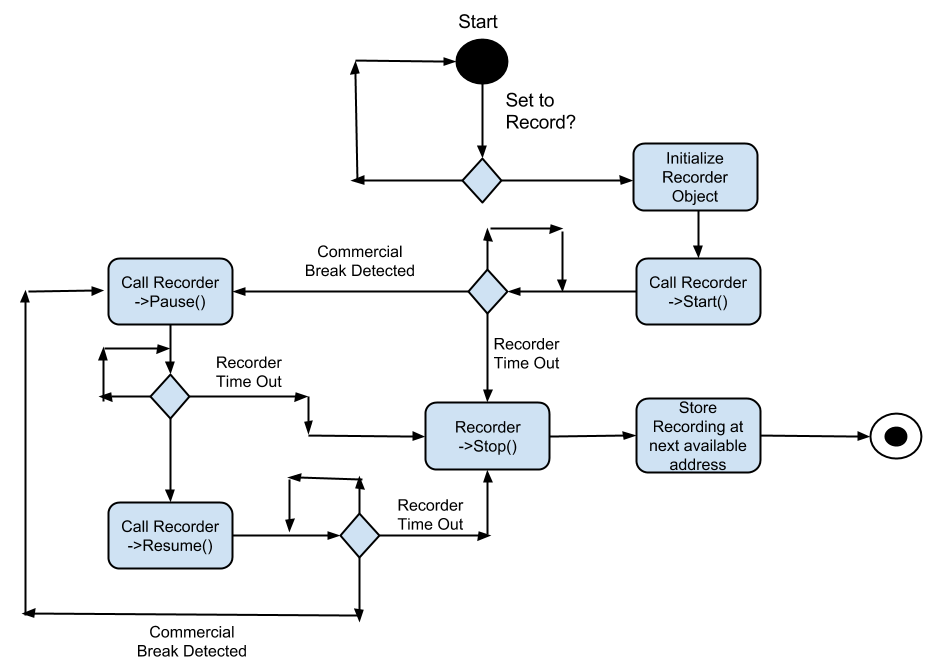 Start
Set to
Record?
Initialize
Recorder
Object
Commercial
Break Detected
Call Recorder
->Pause()
Call Recorder
->Start()
Recorder
Time Out
Recorder
Time Out
Recorder
->Stop()
Store
Recording at
next available
address
Call Recorder
->Resume()
Recorder
Time Out
Commercial
Break Detected